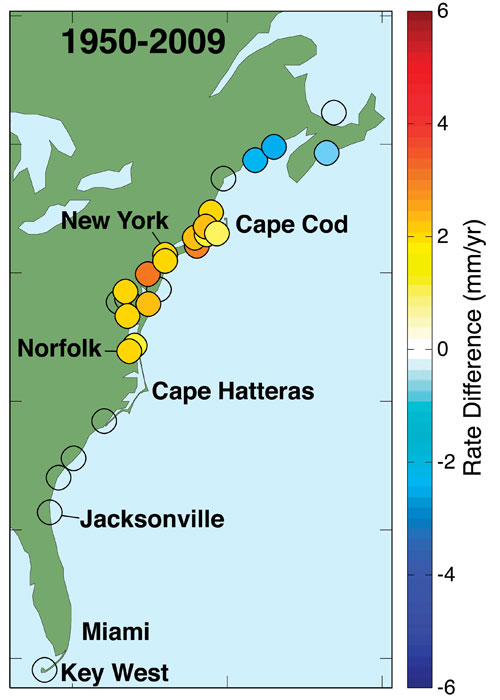 1950-2009
New York
Cape Cod
Norfolk
Cape Hatteras
Jacksonville
Miami
Key West
6
4
2
0
-2
-4
-6
Rate Difference (mm/yr)